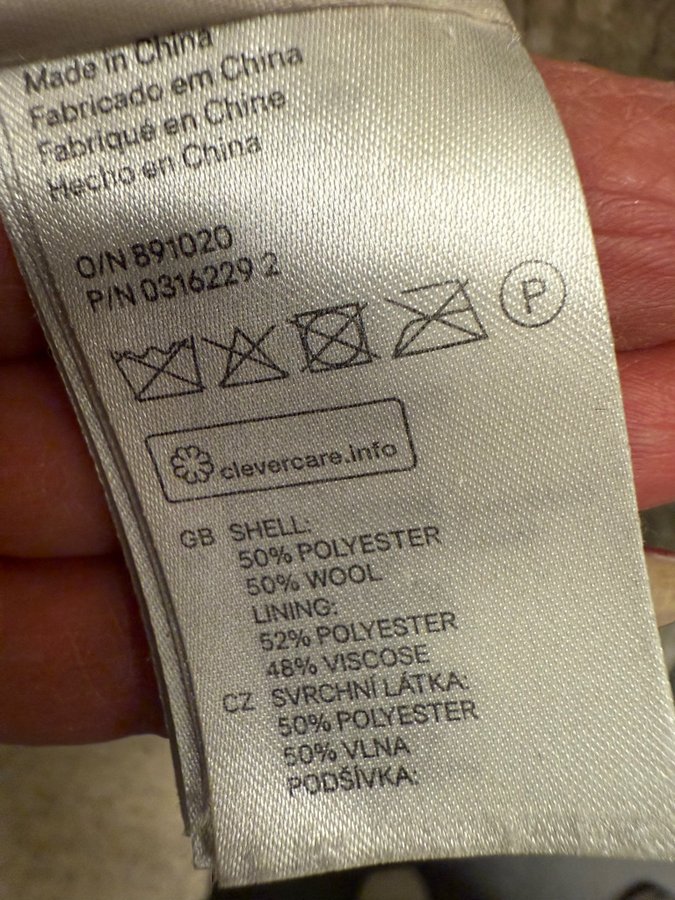 Made in China
Fabricado em China
Fabriqué en Chine
Hecho en China
O/N 891020
P/N 0316229 2
P
clevercare.info
GB SHELL:
50% POLYESTER
50% WOOL
LINING:
52% POLYESTER
48% VISCOSE
CZ SVRCHNÍ LÁTKA:
50% POLYESTER
50% VLNA
PODŠÍVKA: